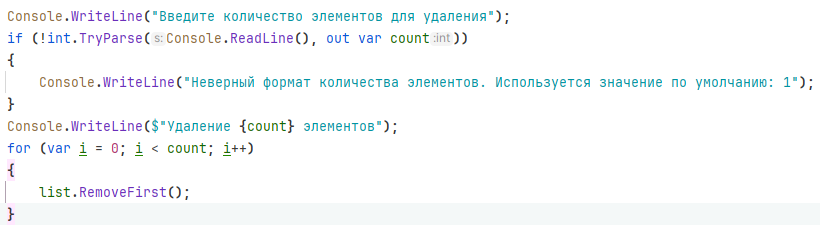 Console.WriteLine("Введите количество элементов для удаления");
if (!int.TryParse(s:Console.ReadLine(), out var count:int))
{
    Console.WriteLine("Неверный формат количества элементов. Используется значение по умолчанию: 1");
}
Console.WriteLine($"Удаление {count} элементов");
for (var i = 0; i < count; i++)
{
    list.RemoveFirst();
}